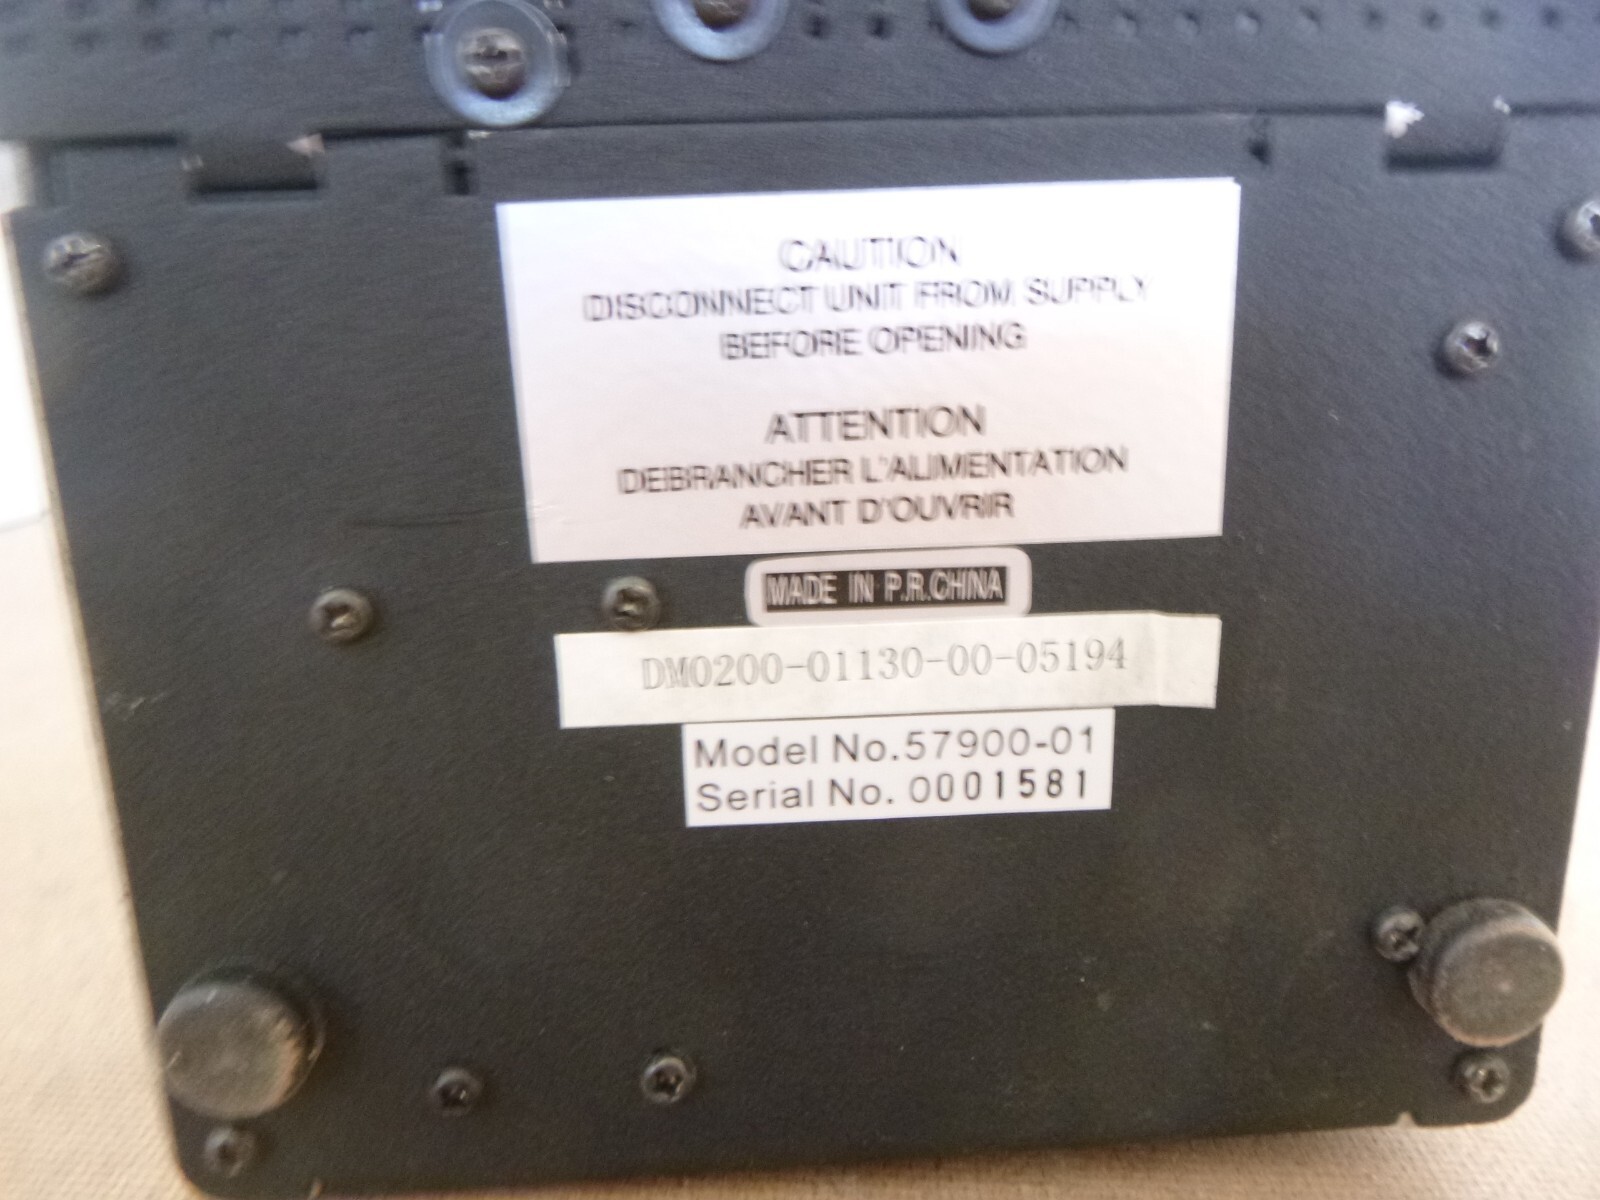 CAUTION
DISCONNECT UNIT FROM SUPPLY
BEFORE OPENING
ATTENTION
DEBRANCHER L'ALIMENTATION
AVANT D'OUVRIR
MADE IN P.R.CHINA
DM0200-01130-00-05194
Model No.57900-01
Serial No. 0001581